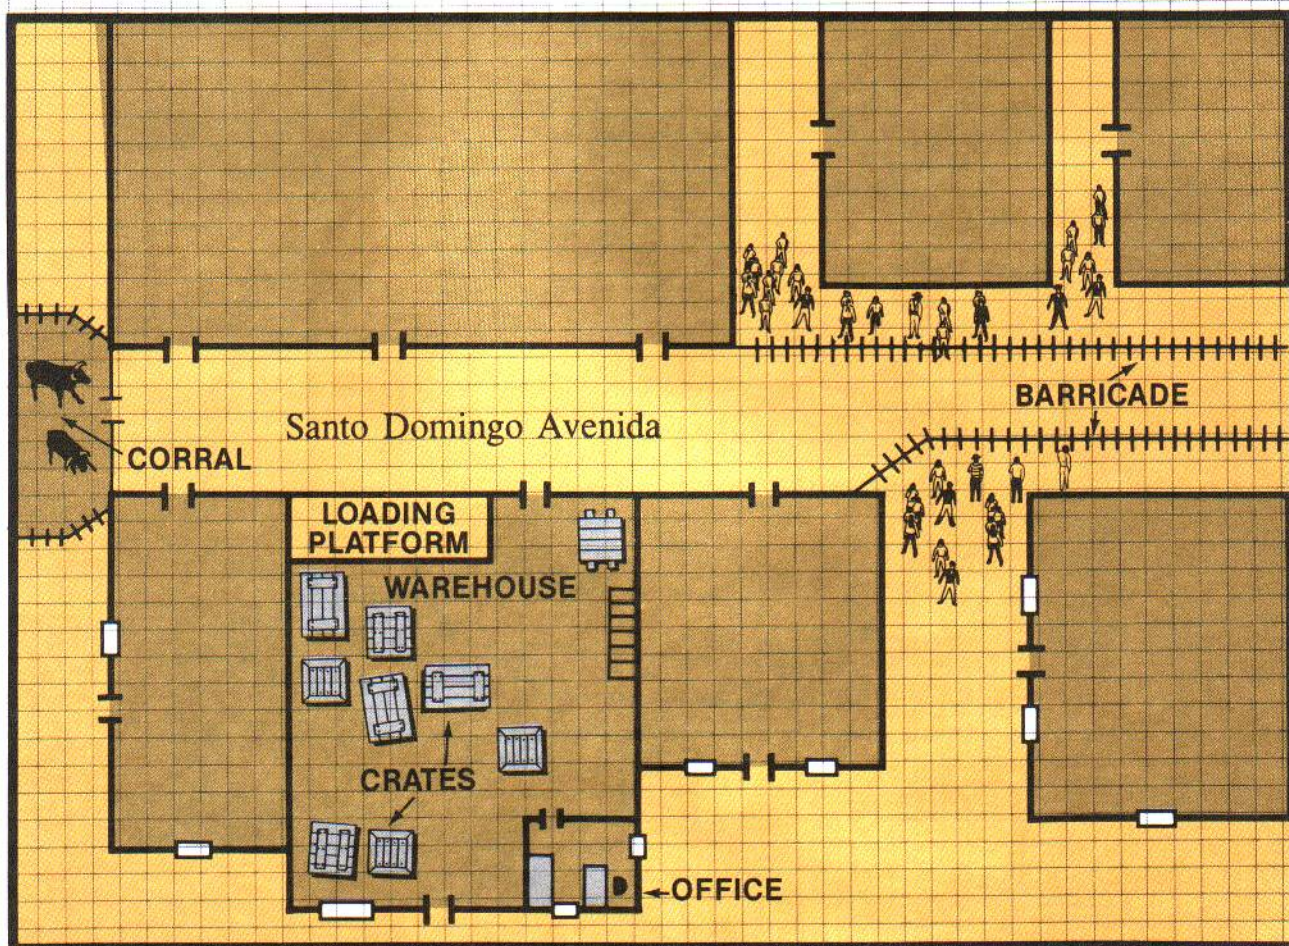 BARRICADE
Santo Domingo Avenida
CORRAL
LOADING
PLATFORM
WAREHOUSE
CRATES
OFFICE